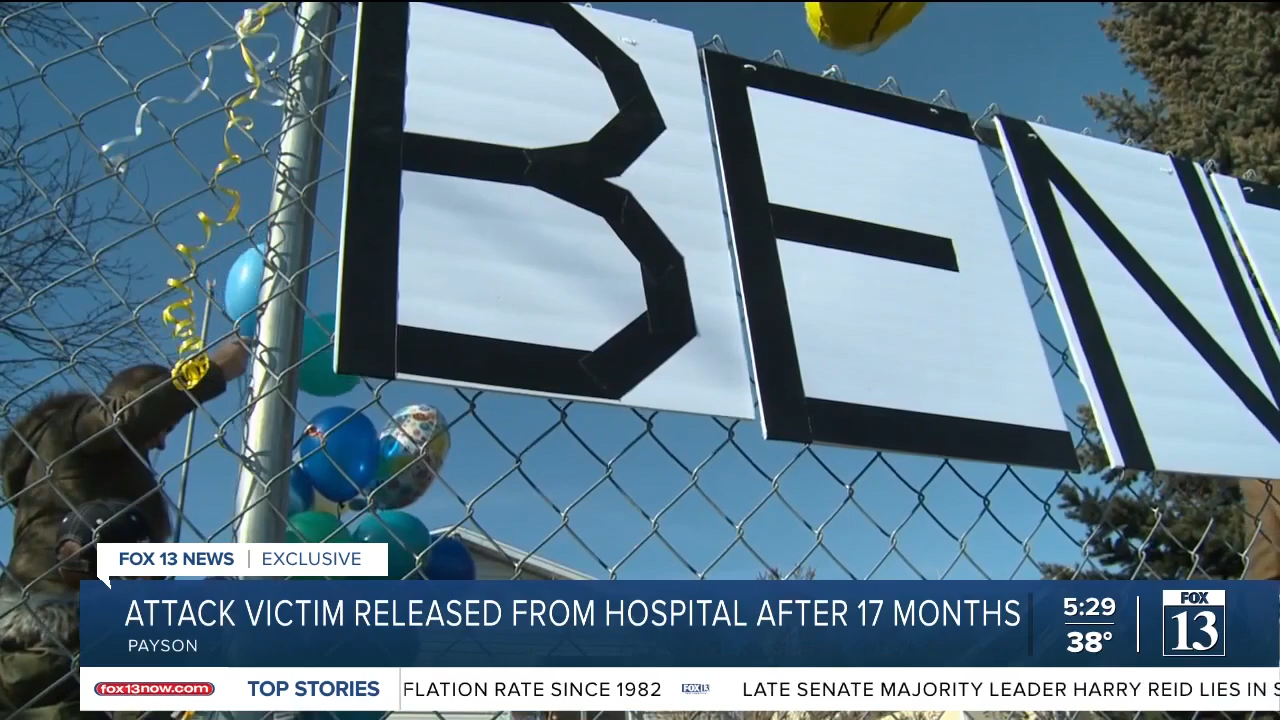 BEN
FOX 13 NEWS | EXCLUSIVE
ATTACK VICTIM RELEASED FROM HOSPITAL AFTER 17 MONTHS
PAYSON
5:29
38°
FOX
13
fox13now.com
TOP STORIES
FLATION RATE SINCE 1982
FOX 13
LATE SENATE MAJORITY LEADER HARRY REID LIES IN